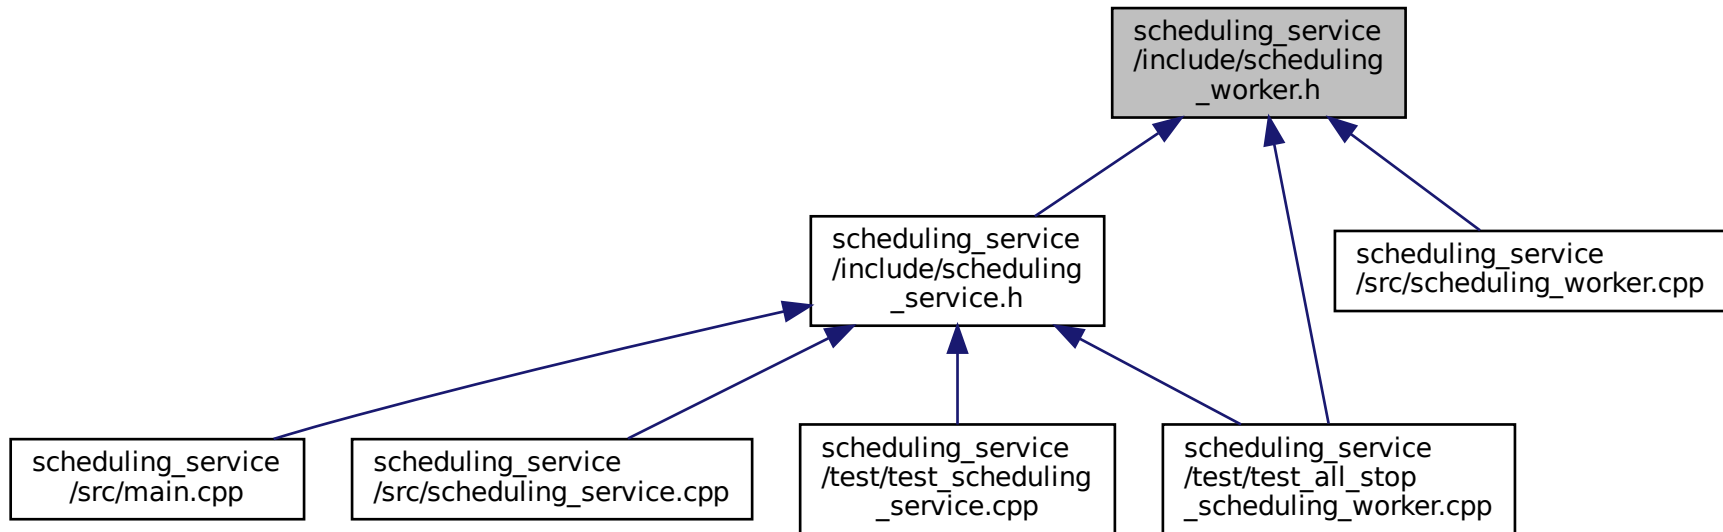 scheduling_service
/include/scheduling
_worker.h
scheduling_service
/include/scheduling
_service.h
scheduling_service
/src/scheduling_worker.cpp
scheduling_service
/src/main.cpp
scheduling_service
/src/scheduling_service.cpp
scheduling_service
/test/test_scheduling
_service.cpp
scheduling_service
/test/test_all_stop
_scheduling_worker.cpp